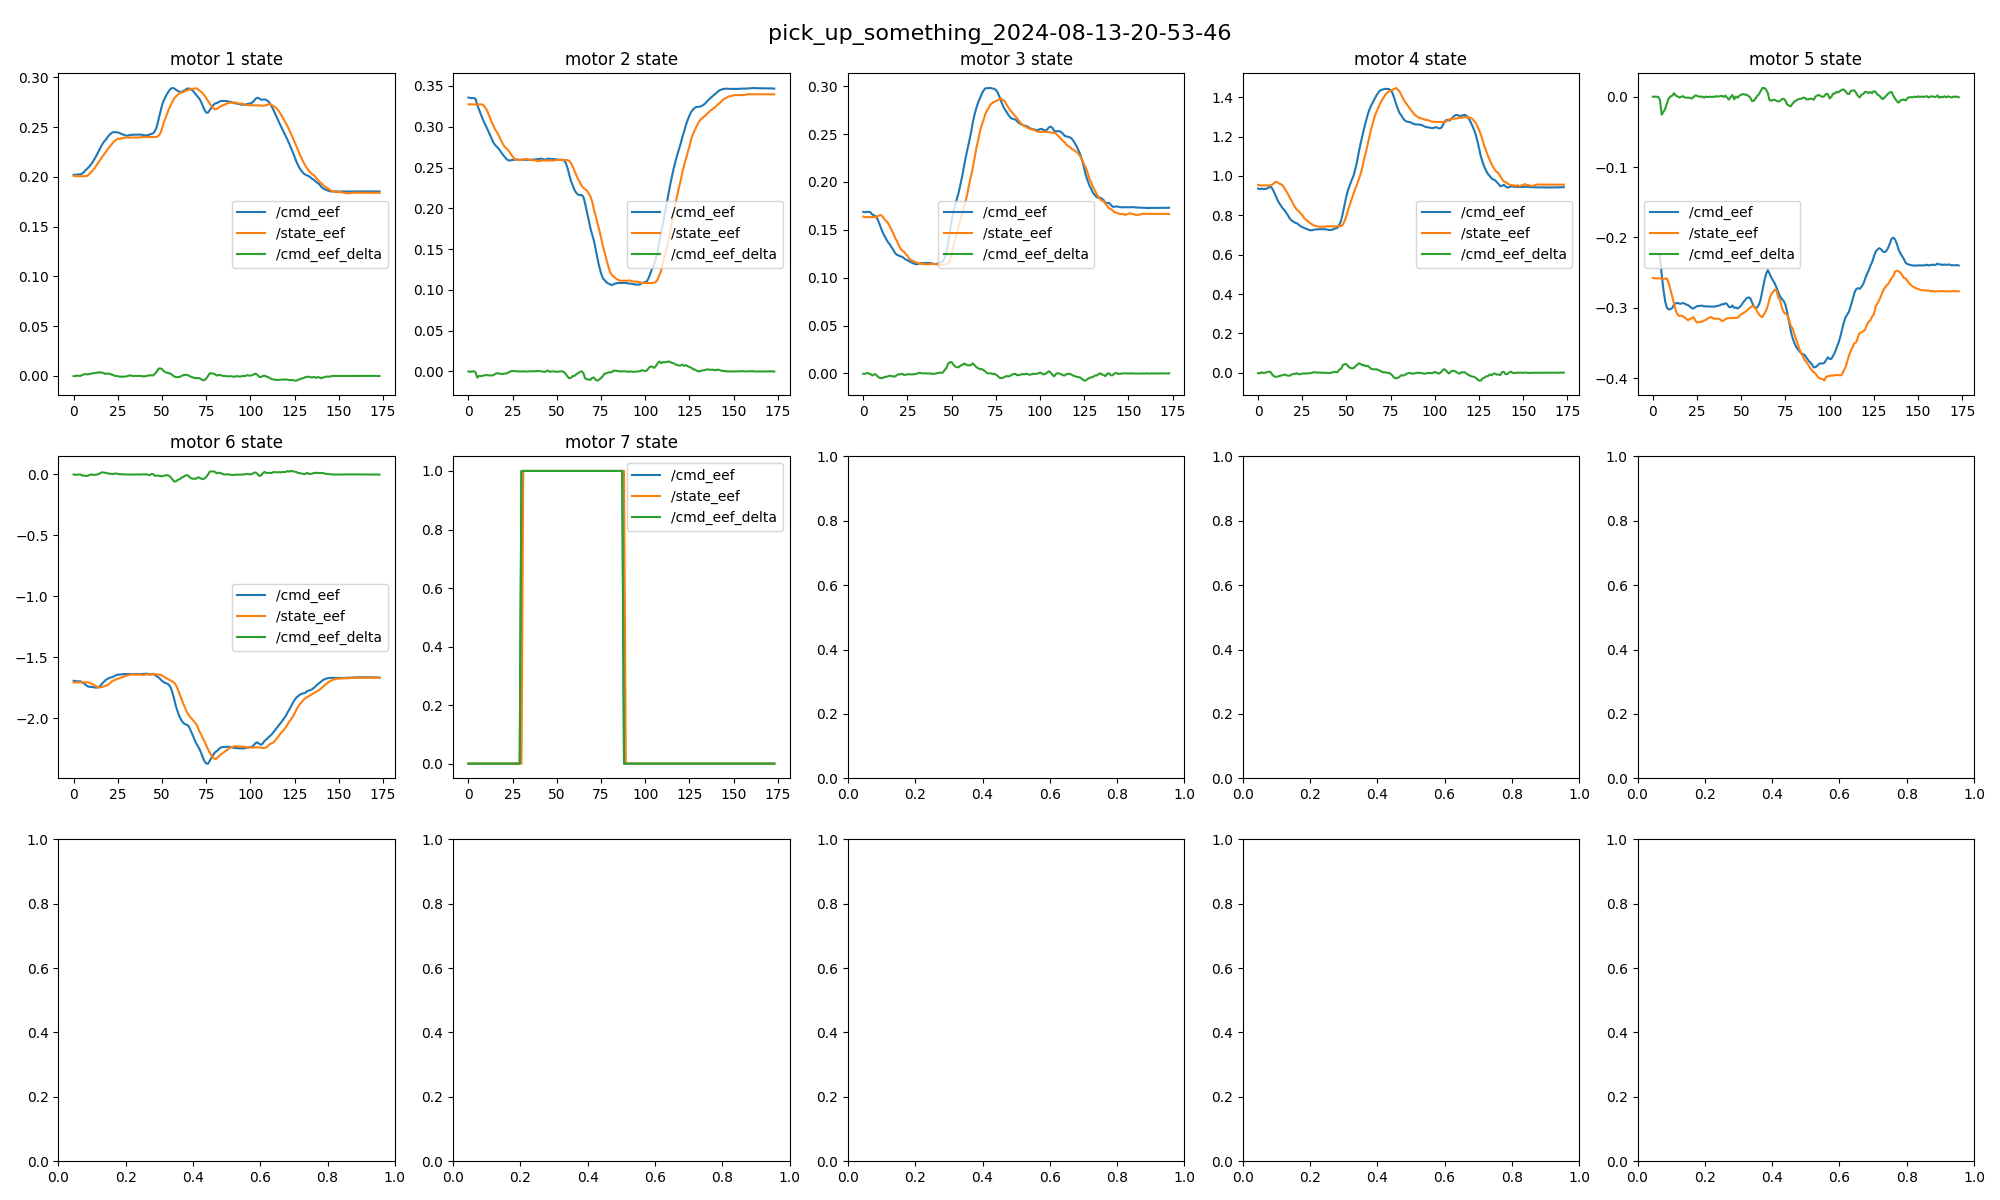 pick_up_something_2024-08-13-20-53-46
motor 1 state
0.30
0.25
0.20
0.15
0.10
0.05
0.00
0 25 50 75 100 125 150 175
/cmd_eef
/state_eef
/cmd_eef_delta
motor 2 state
0.35
0.30
0.25
0.20
0.15
0.10
0.05
0.00
0 25 50 75 100 125 150 175
/cmd_eef
/state_eef
/cmd_eef_delta
motor 3 state
0.30
0.25
0.20
0.15
0.10
0.05
0.00
0 25 50 75 100 125 150 175
/cmd_eef
/state_eef
/cmd_eef_delta
motor 4 state
1.4
1.2
1.0
0.8
0.6
0.4
0.2
0.0
0 25 50 75 100 125 150 175
/cmd_eef
/state_eef
/cmd_eef_delta
motor 5 state
0.0
−0.1
−0.2
−0.3
−0.4
0 25 50 75 100 125 150 175
/cmd_eef
/state_eef
/cmd_eef_delta
motor 6 state
0.0
−0.5
−1.0
−1.5
−2.0
0 25 50 75 100 125 150 175
/cmd_eef
/state_eef
/cmd_eef_delta
motor 7 state
1.0
0.8
0.6
0.4
0.2
0.0
0 25 50 75 100 125 150 175
/cmd_eef
/state_eef
/cmd_eef_delta
1.0
0.8
0.6
0.4
0.2
0.0
0.0 0.2 0.4 0.6 0.8 1.0
1.0
0.8
0.6
0.4
0.2
0.0
0.0 0.2 0.4 0.6 0.8 1.0
1.0
0.8
0.6
0.4
0.2
0.0
0.0 0.2 0.4 0.6 0.8 1.0
1.0
0.8
0.6
0.4
0.2
0.0
0.0 0.2 0.4 0.6 0.8 1.0
1.0
0.8
0.6
0.4
0.2
0.0
0.0 0.2 0.4 0.6 0.8 1.0
1.0
0.8
0.6
0.4
0.2
0.0
0.0 0.2 0.4 0.6 0.8 1.0
1.0
0.8
0.6
0.4
0.2
0.0
0.0 0.2 0.4 0.6 0.8 1.0
1.0
0.8
0.6
0.4
0.2
0.0
0.0 0.2 0.4 0.6 0.8 1.0